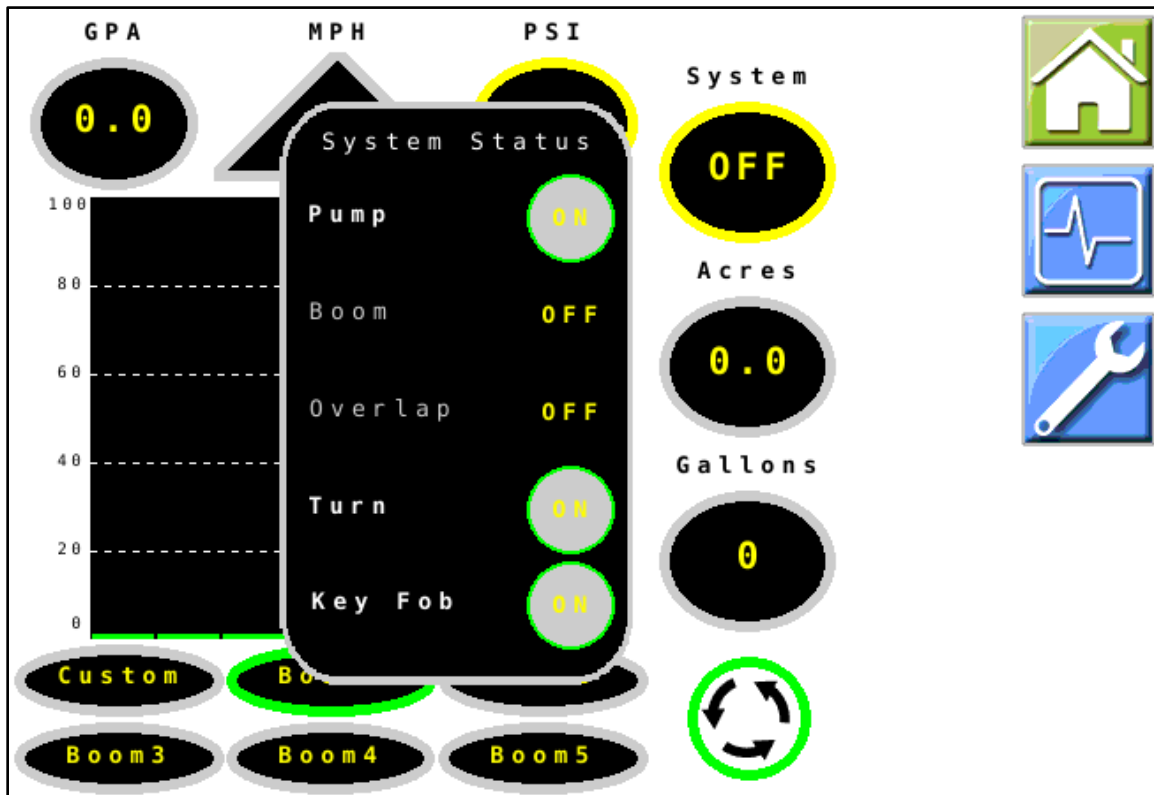 GPA MPH PSI
0.0
System
OFF
System Status
Pump ON
Boom OFF
Overlap OFF
Turn ON
Key Fob ON
100
80
60
40
20
0
Acres
0.0
Gallons
0
Custom
Boom3 Boom4 Boom5